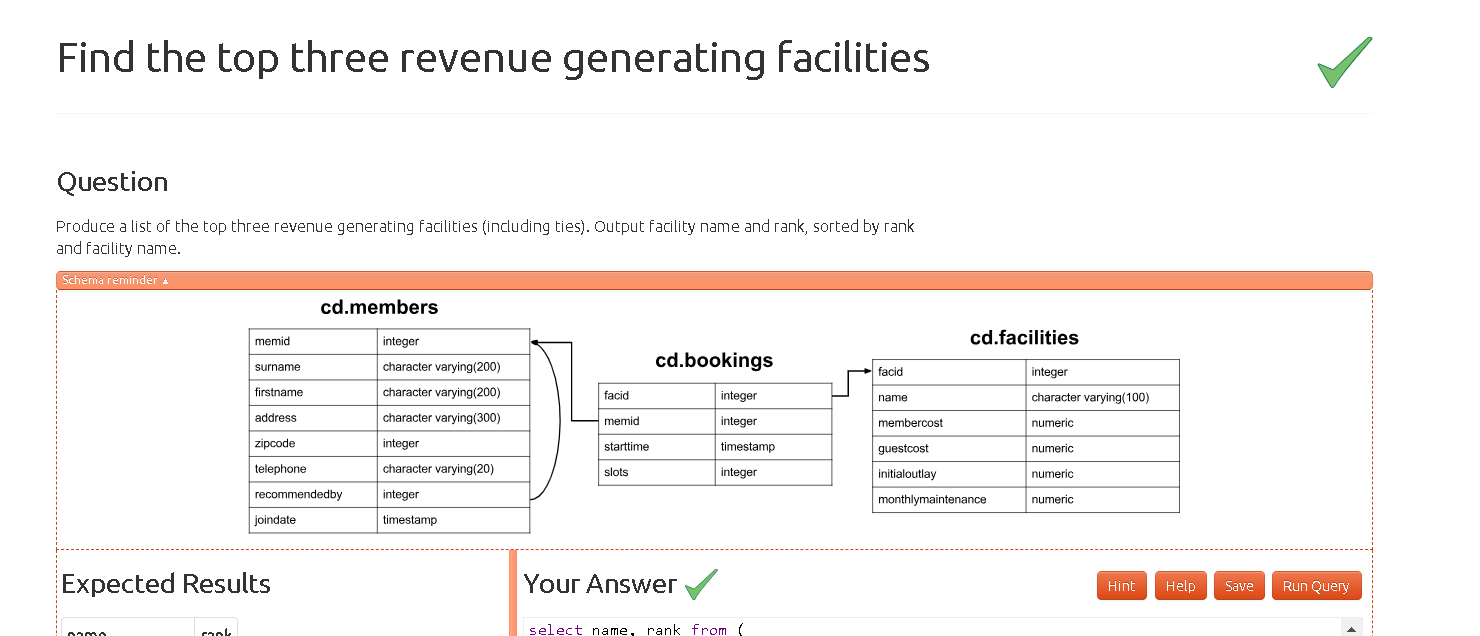 Find the top three revenue generating facilities
Question
Produce a list of the top three revenue generating facilities (including ties). Output facility name and rank, sorted by rank
and facility name.
Schema reminder ▴
cd.members
memid integer
surname character varying(200)
firstname character varying(200)
address character varying(300)
zipcode integer
telephone character varying(20)
recommendedby integer
joindate timestamp
cd.bookings
facid integer
memid integer
starttime timestamp
slots integer
cd.facilities
facid integer
name character varying(100)
membercost numeric
guestcost numeric
initialoutlay numeric
monthlymaintenance numeric
Expected Results
name rank
Your Answer
Hint Help Save Run Query
select name, rank from (